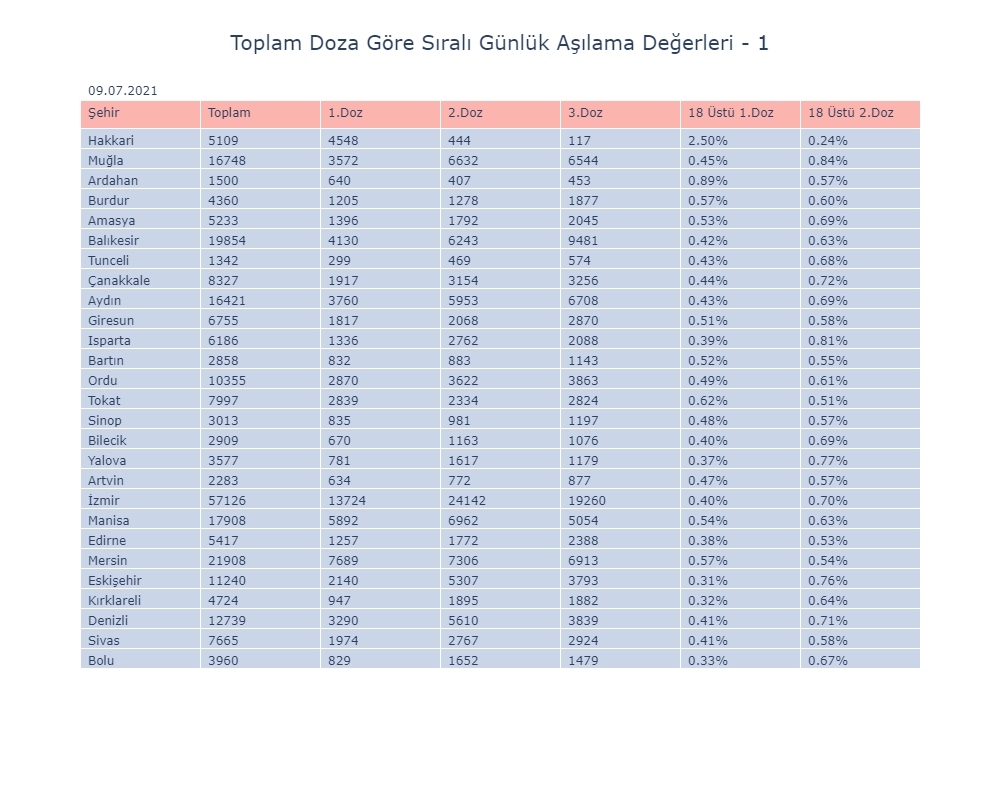 Toplam Doza Göre Sıralı Günlük Aşılama Değerleri - 1
09.07.2021
Şehir Toplam 1.Doz 2.Doz 3.Doz 18 Üstü 1.Doz 18 Üstü 2.Doz
Hakkari 5109 4548 444 117 2.50% 0.24%
Muğla 16748 3572 6632 6544 0.45% 0.84%
Ardahan 1500 640 407 453 0.89% 0.57%
Burdur 4360 1205 1278 1877 0.57% 0.60%
Amasya 5233 1396 1792 2045 0.53% 0.69%
Balıkesir 19854 4130 6243 9481 0.42% 0.63%
Tunceli 1342 299 469 574 0.43% 0.68%
Çanakkale 8327 1917 3154 3256 0.44% 0.72%
Aydın 16421 3760 5953 6708 0.43% 0.69%
Giresun 6755 1817 2068 2870 0.51% 0.58%
Isparta 6186 1336 2762 2088 0.39% 0.81%
Bartın 2858 832 883 1143 0.52% 0.55%
Ordu 10355 2870 3622 3863 0.49% 0.61%
Tokat 7997 2839 2334 2824 0.62% 0.51%
Sinop 3013 835 981 1197 0.48% 0.57%
Bilecik 2909 670 1163 1076 0.40% 0.69%
Yalova 3577 781 1617 1179 0.37% 0.77%
Artvin 2283 634 772 877 0.47% 0.57%
İzmir 57126 13724 24142 19260 0.40% 0.70%
Manisa 17908 5892 6962 5054 0.54% 0.63%
Edirne 5417 1257 1772 2388 0.38% 0.53%
Mersin 21908 7689 7306 6913 0.57% 0.54%
Eskişehir 11240 2140 5307 3793 0.31% 0.76%
Kırklareli 4724 947 1895 1882 0.32% 0.64%
Denizli 12739 3290 5610 3839 0.41% 0.71%
Sivas 7665 1974 2767 2924 0.41% 0.58%
Bolu 3960 829 1652 1479 0.33% 0.67%